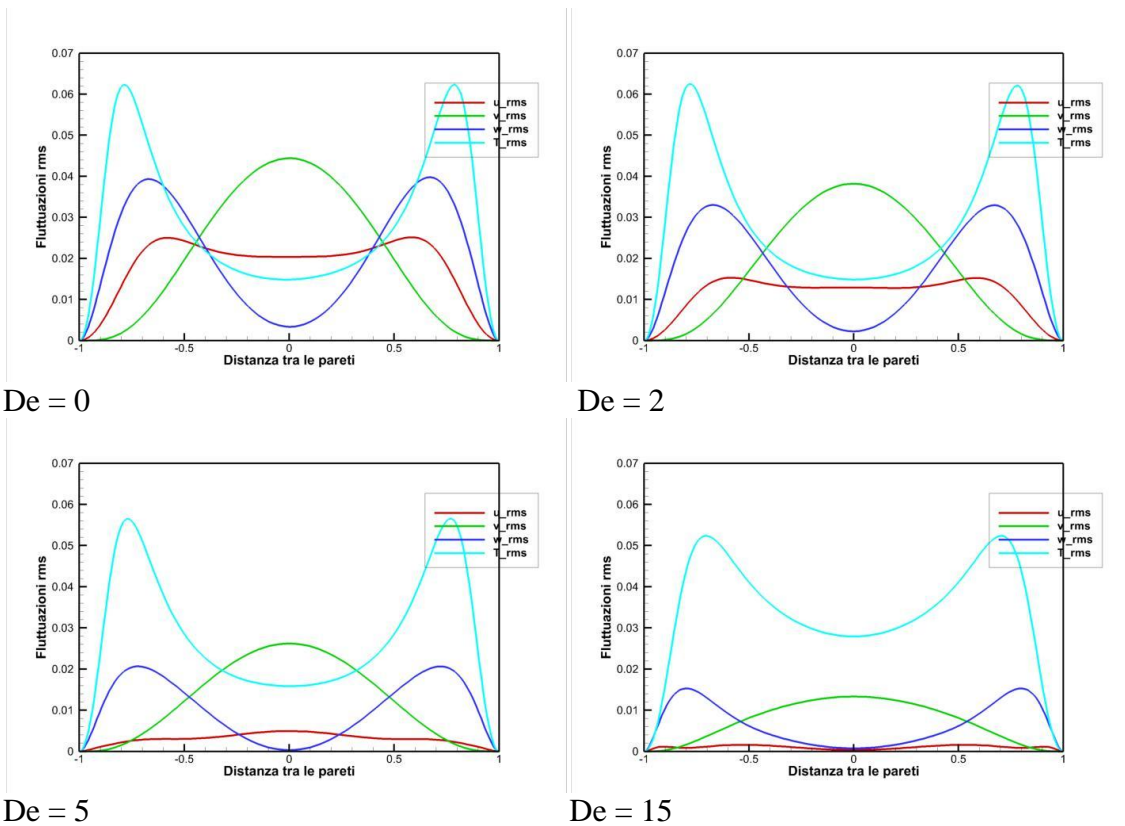 0.07
0.06
0.05
0.04
0.03
0.02
0.01
0
Fluttuazioni rms
-1
-0.5
0
0.5
1
Distanza tra le pareti
u_rms
v_rms
w_rms
T_rms
0.07
0.06
0.05
0.04
0.03
0.02
0.01
0
Fluttuazioni rms
-1
-0.5
0
0.5
1
Distanza tra le pareti
u_rms
v_rms
w_rms
T_rms
De = 0
De = 2
0.07
0.06
0.05
0.04
0.03
0.02
0.01
0
Fluttuazioni rms
-1
-0.5
0
0.5
1
Distanza tra le pareti
u_rms
v_rms
w_rms
T_rms
0.07
0.06
0.05
0.04
0.03
0.02
0.01
0
Fluttuazioni rms
-1
-0.5
0
0.5
1
Distanza tra le pareti
u_rms
v_rms
w_rms
T_rms
De = 5
De = 15